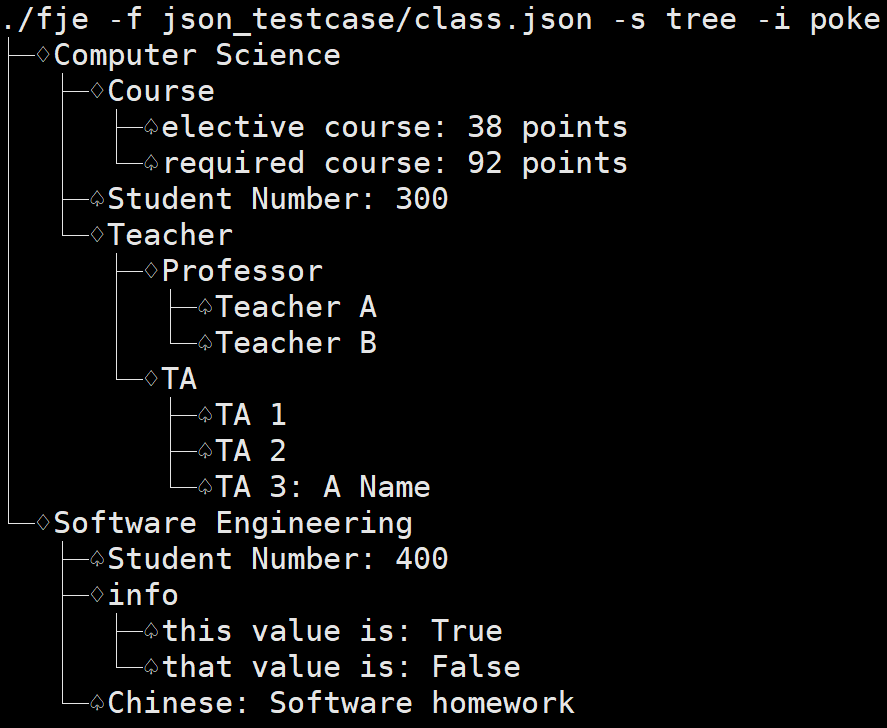 ./fje -f json_testcase/class.json -s tree -i poke
├─♢Computer Science
│  ├─♢Course
│  │  ├─♤elective course: 38 points
│  │  └─♤required course: 92 points
│  ├─♤Student Number: 300
│  └─♢Teacher
│     ├─♢Professor
│     │  ├─♤Teacher A
│     │  └─♤Teacher B
│     └─♢TA
│        ├─♤TA 1
│        ├─♤TA 2
│        └─♤TA 3: A Name
└─♢Software Engineering
   ├─♤Student Number: 400
   ├─♢info
   │  ├─♤this value is: True
   │  └─♤that value is: False
   └─♤Chinese: Software homework